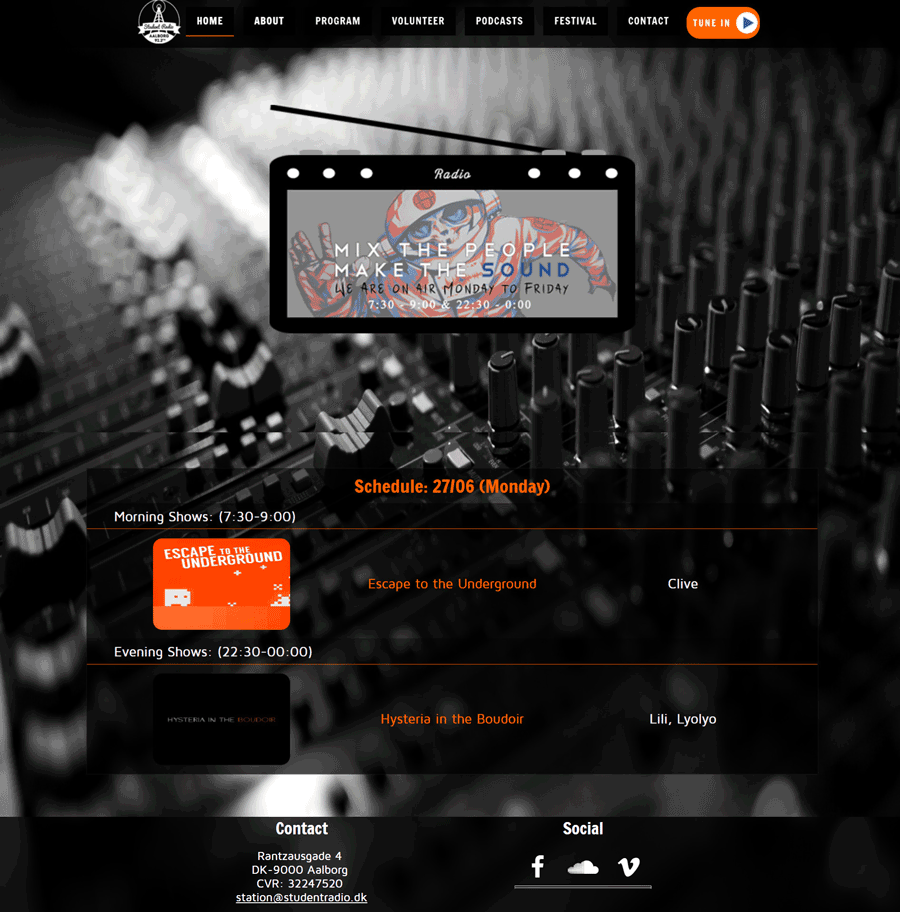 Student Radio
AALBORG
HOME
ABOUT
PROGRAM
VOLUNTEER
PODCASTS
FESTIVAL
CONTACT
TUNE IN
Radio
MIX THE PEOPLE
MAKE THE SOUND
WE ARE ON AIR MONDAY TO FRIDAY
7:30 - 9:00 & 22:30 - 0:00
Schedule: 27/06 (Monday)
Morning Shows: (7:30-9:00)
ESCAPE TO THE
UNDERGROUND
Escape to the Underground
Clive
Evening Shows: (22:30-00:00)
HYSTERIA IN THE BOUDOIR
Hysteria in the Boudoir
Lili, Lyolyo
Contact
Rantzausgade 4
DK-9000 Aalborg
CVR: 32247520
station@studentradio.dk
Social